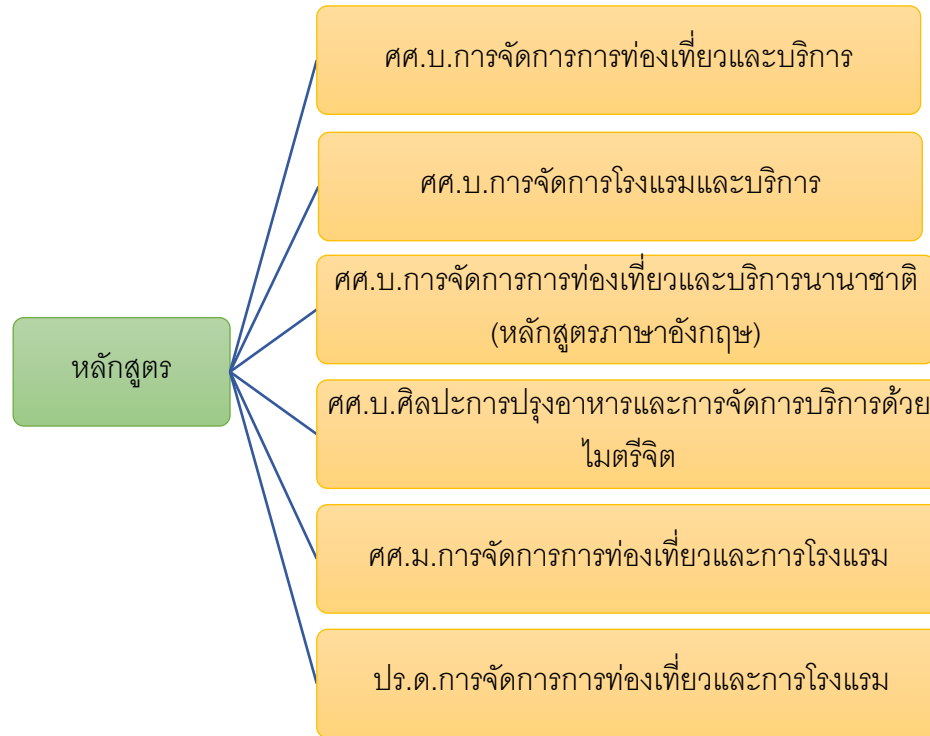 หลักสูตร
ศศ.บ.การจัดการการท่องเที่ยวและบริการ
ศศ.บ.การจัดการโรงแรมและบริการ
ศศ.บ.การจัดการการท่องเที่ยวและบริการนานาชาติ
(หลักสูตรภาษาอังกฤษ)
ศศ.บ.ศิลปะการปรุงอาหารและการจัดการบริการด้วย
ไมตรีจิต
ศศ.ม.การจัดการการท่องเที่ยวและการโรงแรม
ปร.ด.การจัดการการท่องเที่ยวและการโรงแรม